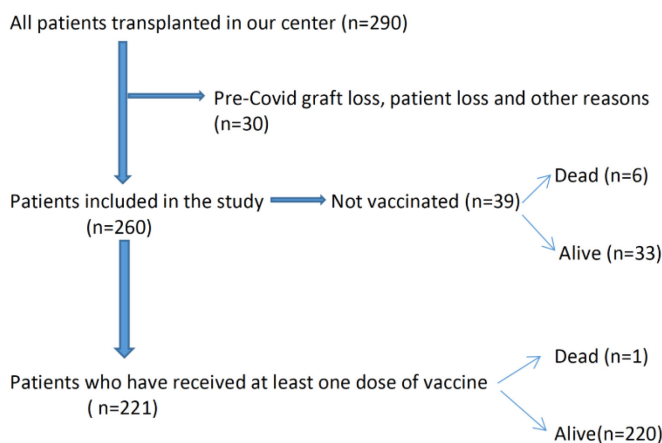 All patients transplanted in our center (n=290)
Pre-Covid graft loss, patient loss and other reasons
(n=30)
Dead (n=6)
Patients included in the study
(n=260)
Not vaccinated (n=39)
Alive (n=33)
Dead (n=1)
Patients who have received at least one dose of vaccine
( n=221)
Alive(n=220)